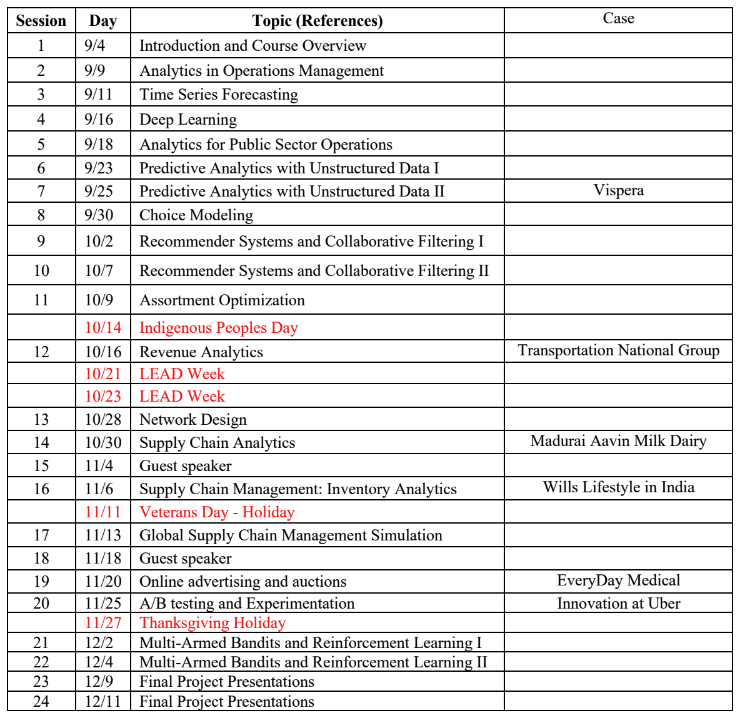 Session Day Topic (References) Case
1 9/4 Introduction and Course Overview
2 9/9 Analytics in Operations Management
3 9/11 Time Series Forecasting
4 9/16 Deep Learning
5 9/18 Analytics for Public Sector Operations
6 9/23 Predictive Analytics with Unstructured Data I
7 9/25 Predictive Analytics with Unstructured Data II Vispera
8 9/30 Choice Modeling
9 10/2 Recommender Systems and Collaborative Filtering I
10 10/7 Recommender Systems and Collaborative Filtering II
11 10/9 Assortment Optimization
10/14 Indigenous Peoples Day
12 10/16 Revenue Analytics Transportation National Group
10/21 LEAD Week
10/23 LEAD Week
13 10/28 Network Design
14 10/30 Supply Chain Analytics Madurai Aavin Milk Dairy
15 11/4 Guest speaker
16 11/6 Supply Chain Management: Inventory Analytics Wills Lifestyle in India
11/11 Veterans Day - Holiday
17 11/13 Global Supply Chain Management Simulation
18 11/18 Guest speaker
19 11/20 Online advertising and auctions EveryDay Medical
20 11/25 A/B testing and Experimentation Innovation at Uber
11/27 Thanksgiving Holiday
21 12/2 Multi-Armed Bandits and Reinforcement Learning I
22 12/4 Multi-Armed Bandits and Reinforcement Learning II
23 12/9 Final Project Presentations
24 12/11 Final Project Presentations